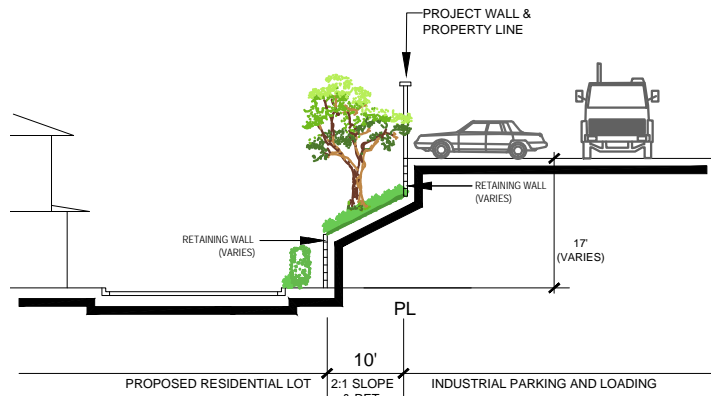 PROJECT WALL &
PROPERTY LINE
RETAINING WALL
(VARIES)
RETAINING WALL
(VARIES)
17'
(VARIES)
PL
10'
PROPOSED RESIDENTIAL LOT
2:1 SLOPE
& RET.
INDUSTRIAL PARKING AND LOADING